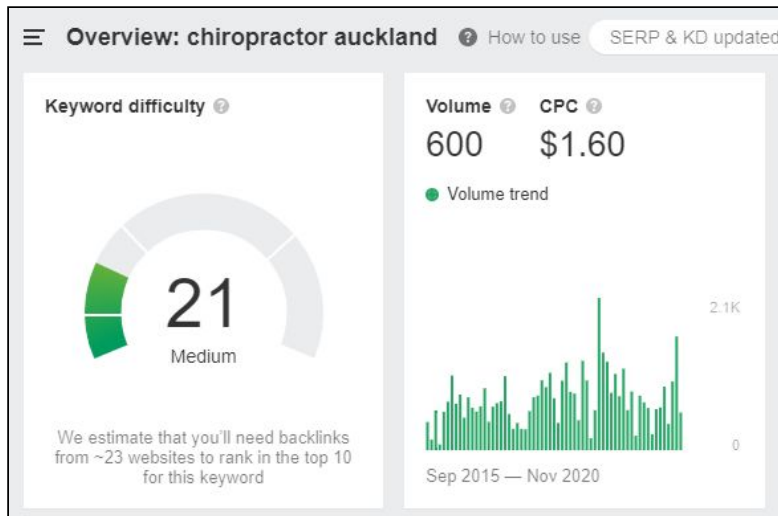 Overview: chiropractor auckland How to use SERP & KD updated
Keyword difficulty
21
Medium
We estimate that you'll need backlinks
from ~23 websites to rank in the top 10
for this keyword
Volume CPC
600 $1.60
Volume trend
2.1K
0
Sep 2015 — Nov 2020